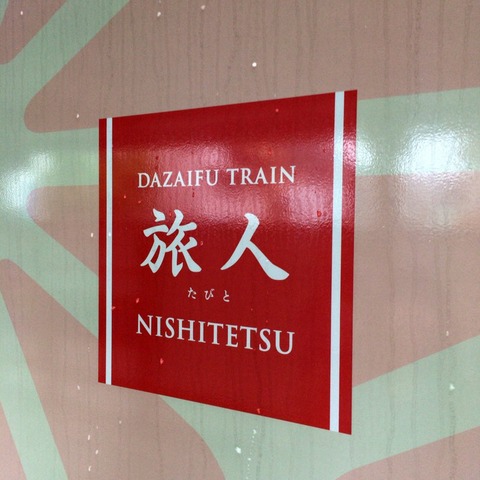 DAZAIFU TRAIN
旅人
たびと
NISHITETSU